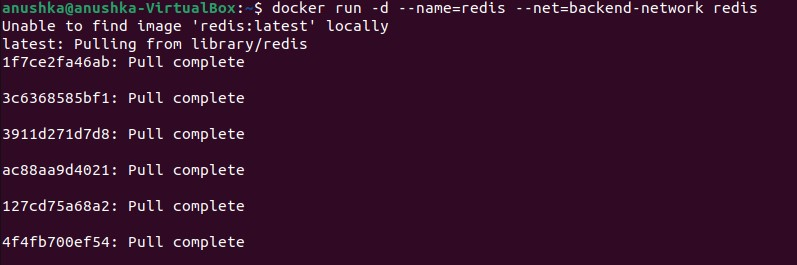 anushka@anushka-VirtualBox:~$ docker run -d --name=redis --net=backend-network redis
Unable to find image 'redis:latest' locally
latest: Pulling from library/redis
1f7ce2fa46ab: Pull complete
3c6368585bf1: Pull complete
3911d271d7d8: Pull complete
ac88aa9d4021: Pull complete
127cd75a68a2: Pull complete
4f4fb700ef54: Pull complete